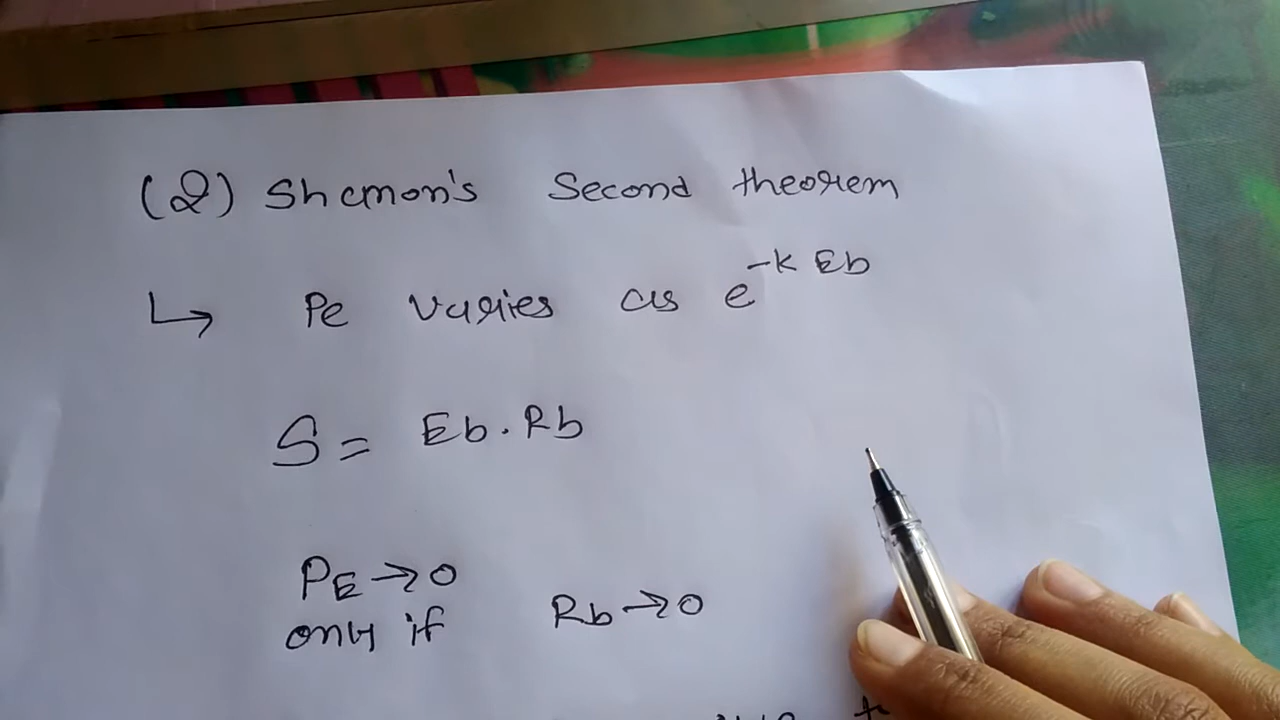 (2) Shannon's Second theorem
↳ Pe varies as e^-K Eb
S = Eb . Rb
PE → 0
only if Rb → 0